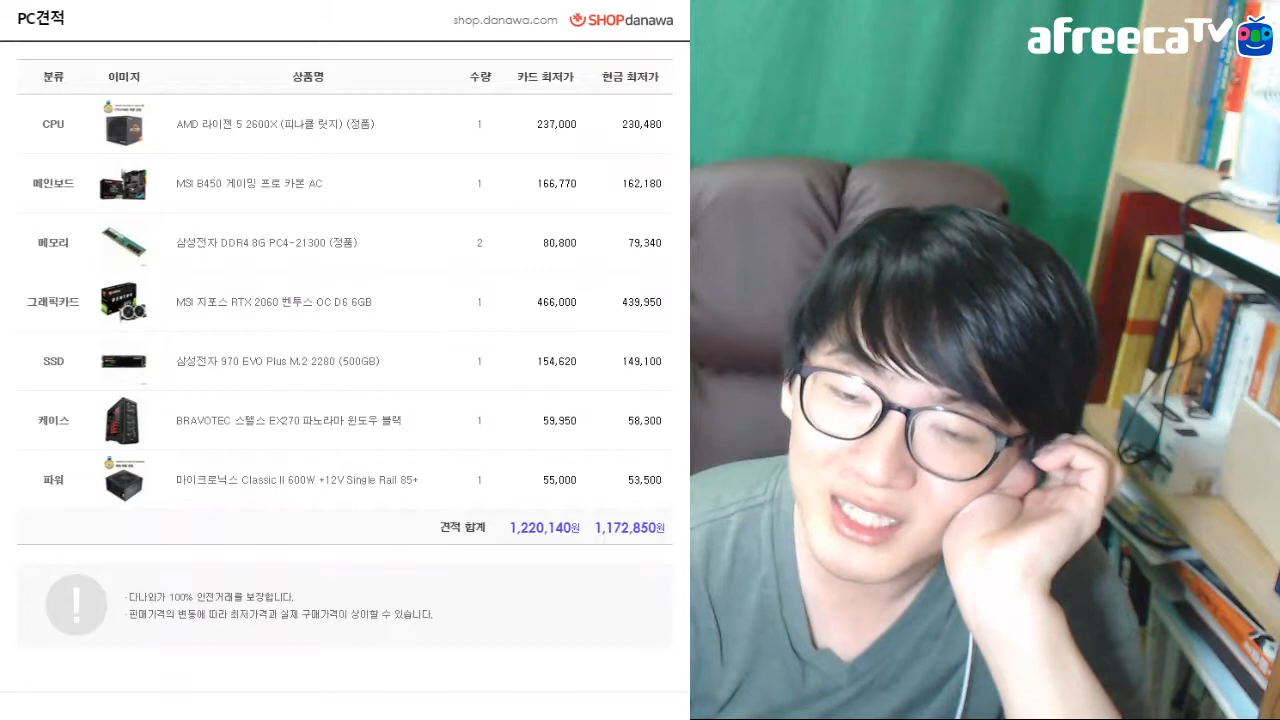 PC견적
shop.danawa.com SHOPdanawa
afreecaTV
분류 이미지 상품명 수량 카드 최저가 현금 최저가
CPU AMD 라이젠 5 2600X (피나클 릿지) (정품) 1 237,000 230,480
메인보드 MSI B450 게이밍 프로 카본 AC 1 166,770 162,180
메모리 삼성전자 DDR4 8G PC4-21300 (정품) 2 80,800 79,340
그래픽카드 MSI 지포스 RTX 2060 벤투스 OC D6 6GB 1 466,000 439,950
SSD 삼성전자 970 EVO Plus M.2 2280 (500GB) 1 154,620 149,100
케이스 BRAVOTEC 스텔스 EX270 파노라마 윈도우 블랙 1 53,950 58,300
파워 마이크로닉스 Classic II 600W +12V Single Rail 85+ 1 55,000 53,500
견적 합계 1,220,140원 1,172,850원
· 다나와가 100% 안전거래를 보장합니다.
· 판매가격의 변동에 따라 최저가격과 실제 구매가격이 상이할 수 있습니다.